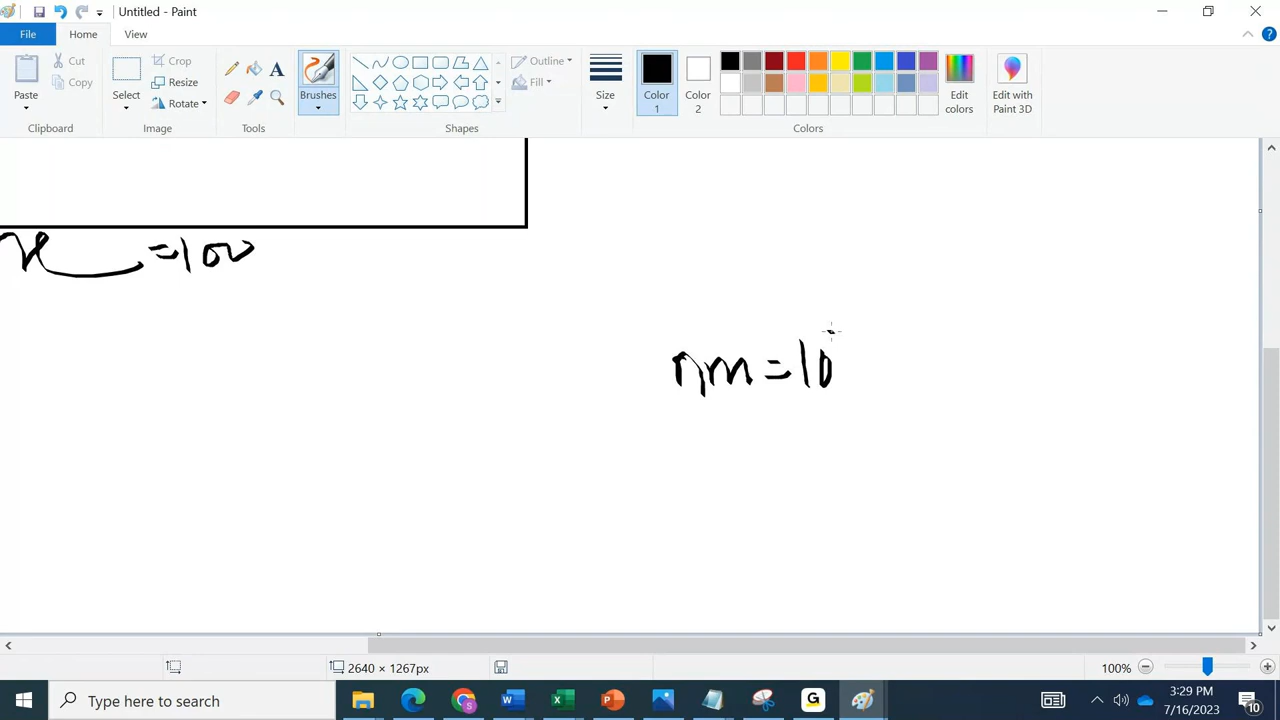 Untitled - Paint
File Home View
Paste
Cut
Copy
Clipboard
Select
Crop
Resize
Rotate
Image
Tools
Brushes
Shapes
Outline
Fill
Size
Color 1
Color 2
Edit colors
Colors
Edit with Paint 3D
=100
nm=10
2640 × 1267px
100%
Type here to search
3:29 PM
7/16/2023
10